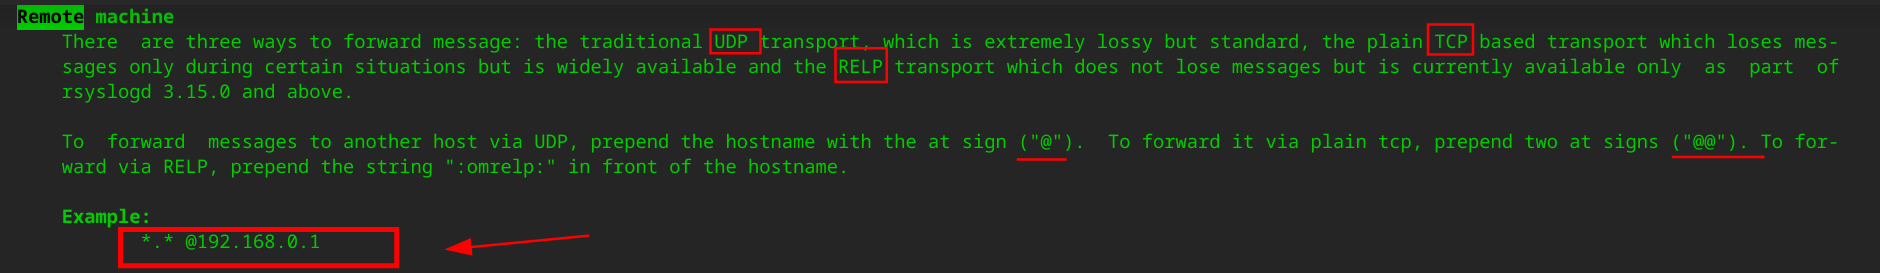 Remote machine
There are three ways to forward message: the traditional UDP transport, which is extremely lossy but standard, the plain TCP based transport which loses mes-
sages only during certain situations but is widely available and the RELP transport which does not lose messages but is currently available only as part of
rsyslogd 3.15.0 and above.
To forward messages to another host via UDP, prepend the hostname with the at sign ("@"). To forward it via plain tcp, prepend two at signs ("@@"). To for-
ward via RELP, prepend the string ":omrelp:" in front of the hostname.
Example:
*.* @192.168.0.1